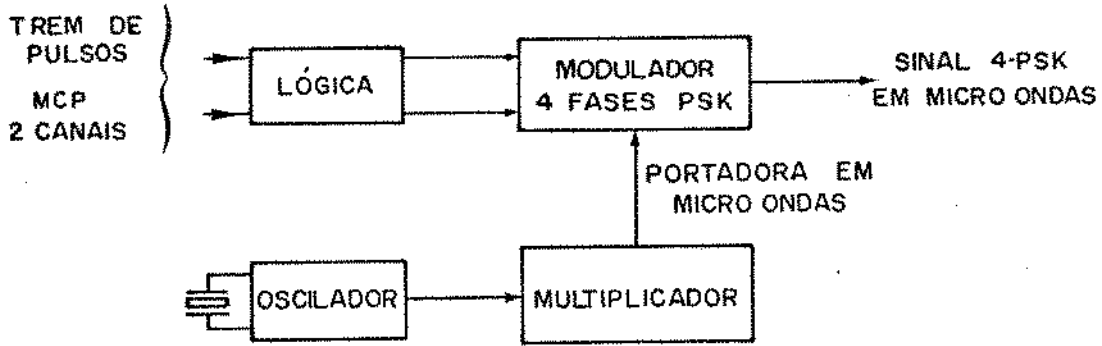 TREM DE
PULSOS
MCP
2 CANAIS
LÓGICA
MODULADOR
4 FASES PSK
SINAL 4-PSK
EM MICRO ONDAS
PORTADORA EM
MICRO ONDAS
OSCILADOR
MULTIPLICADOR